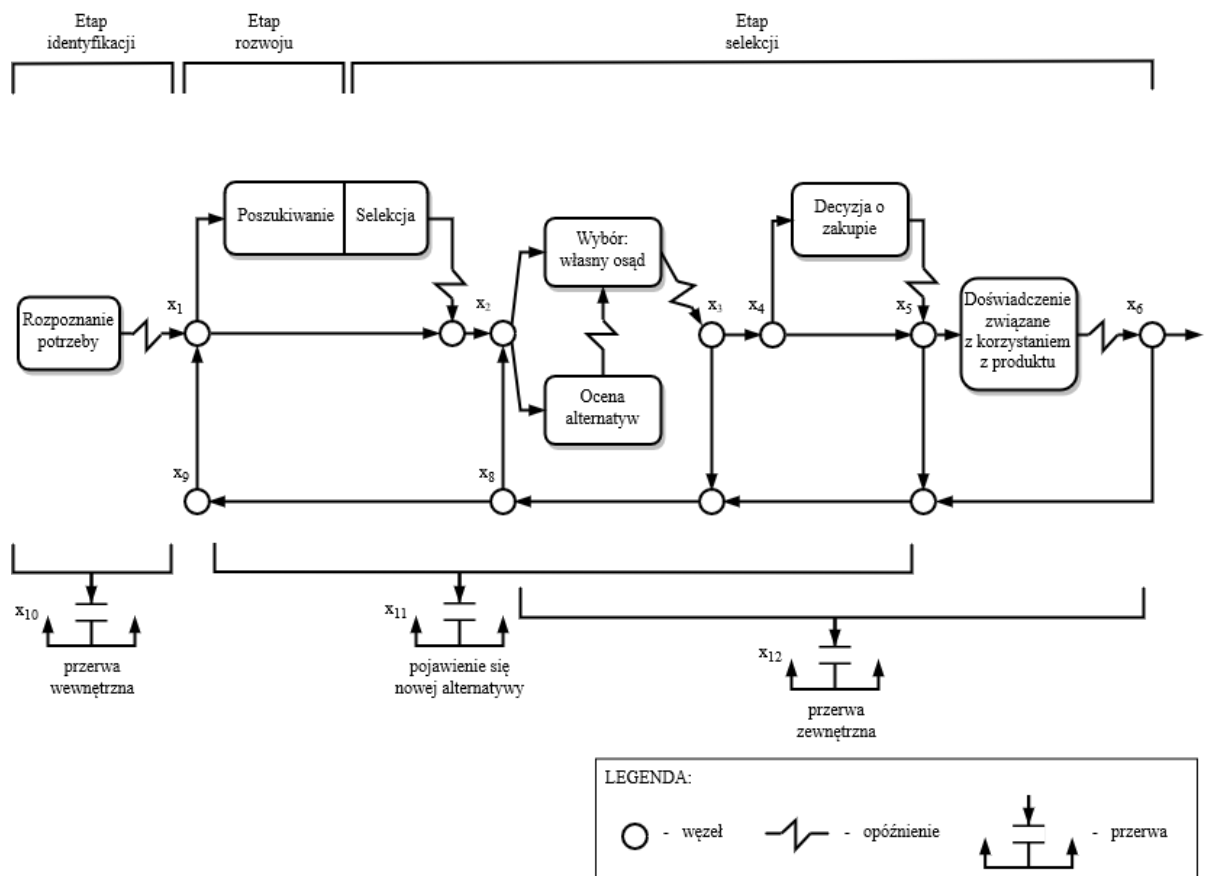 Etap
identyfikacji
Etap
rozwoju
Etap
selekcji
Poszukiwanie
Selekcja
Decyzja o
zakupie
Wybór:
własny osąd
Rozpoznanie
potrzeby
x1
x2
x3
x4
x5
Doświadczenie
związane
z korzystaniem
z produktu
x6
Ocena
alternatyw
x9
x8
x10
przerwa
wewnętrzna
x11
pojawienie się
nowej alternatywy
x12
przerwa
zewnętrzna
LEGENDA:
- węzeł
- opóźnienie
- przerwa